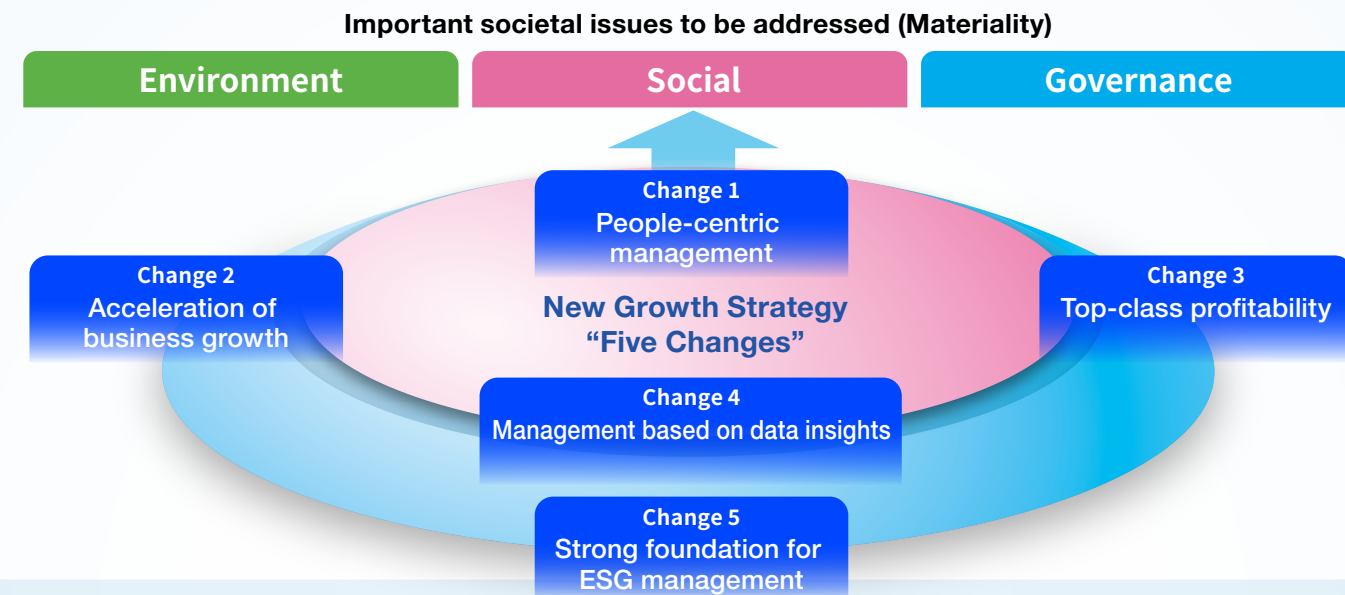 Important societal issues to be addressed (Materiality)
Environment
Social
Governance
Change 1
People-centric
management
Change 2
Acceleration of
business growth
Change 3
Top-class profitability
New Growth Strategy
“Five Changes”
Change 4
Management based on data insights
Change 5
Strong foundation for
ESG management